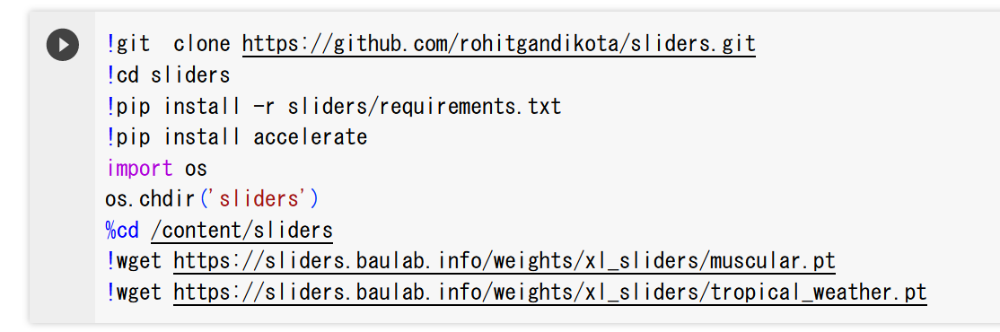 !git  clone https://github.com/rohitgandikota/sliders.git
!cd sliders
!pip install -r sliders/requirements.txt
!pip install accelerate
import os
os.chdir('sliders')
%cd /content/sliders
!wget https://sliders.baulab.info/weights/xl_sliders/muscular.pt
!wget https://sliders.baulab.info/weights/xl_sliders/tropical_weather.pt